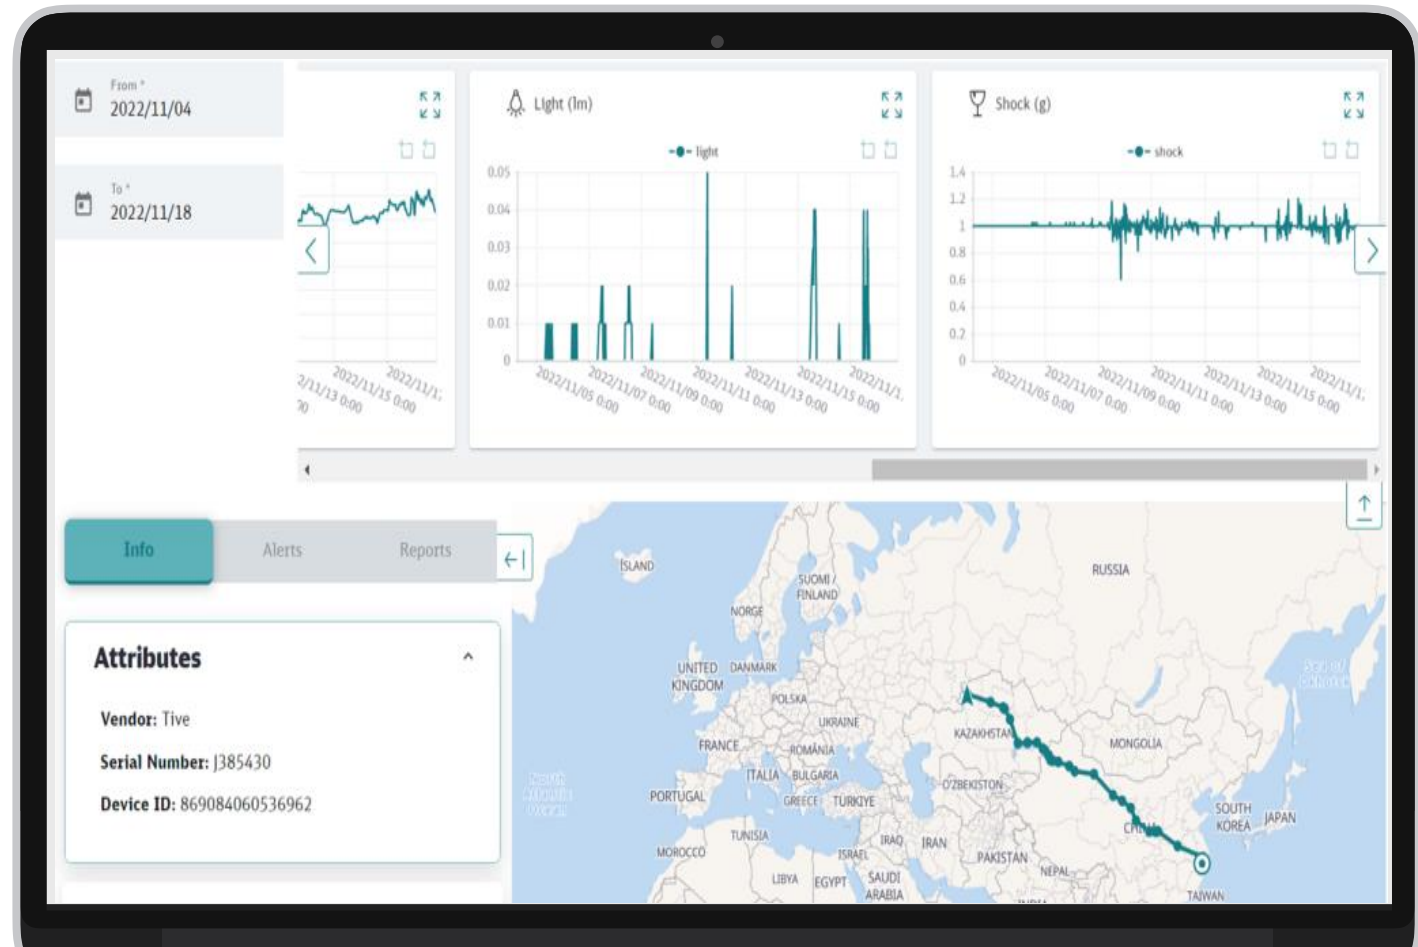 From *
2022/11/04
To *
2022/11/18
2022/11/15 0:00
Light (lm)
light
0.05
0.04
0.03
0.02
0.01
0
2022/11/05 0:00
2022/11/07 0:00
2022/11/09 0:00
2022/11/11 0:00
2022/11/13 0:00
2022/11/15 0:00
Shock (g)
shock
1.4
1.2
1
0.8
0.6
0.4
0.2
0
2022/11/05 0:00
2022/11/07 0:00
2022/11/09 0:00
2022/11/11 0:00
2022/11/13 0:00
2022/11/15 0:00
Info
Alerts
Reports
Attributes
Vendor: Tive
Serial Number: J385430
Device ID: 869084060536962
ÍSLAND
SUOMI /
FINLAND
NORGE
RUSSIA
UNITED
KINGDOM
DANMARK
POLSKA
UKRAINE
KAZAKHSTAN
MONGOLIA
Sea of
Okhotsk
FRANCE
ROMÂNIA
ITALIA
BULGARIA
O'ZBEKISTON
North
Atlantic
Ocean
PORTUGAL
GREECE
TÜRKIYE
SOUTH
KOREA
JAPAN
TUNISIA
CHINA
MOROCCO
ISRAEL
IRAQ
IRAN
PAKISTAN
NEPAL
LIBYA
EGYPT
SAUDI
ARABIA
TAIWAN